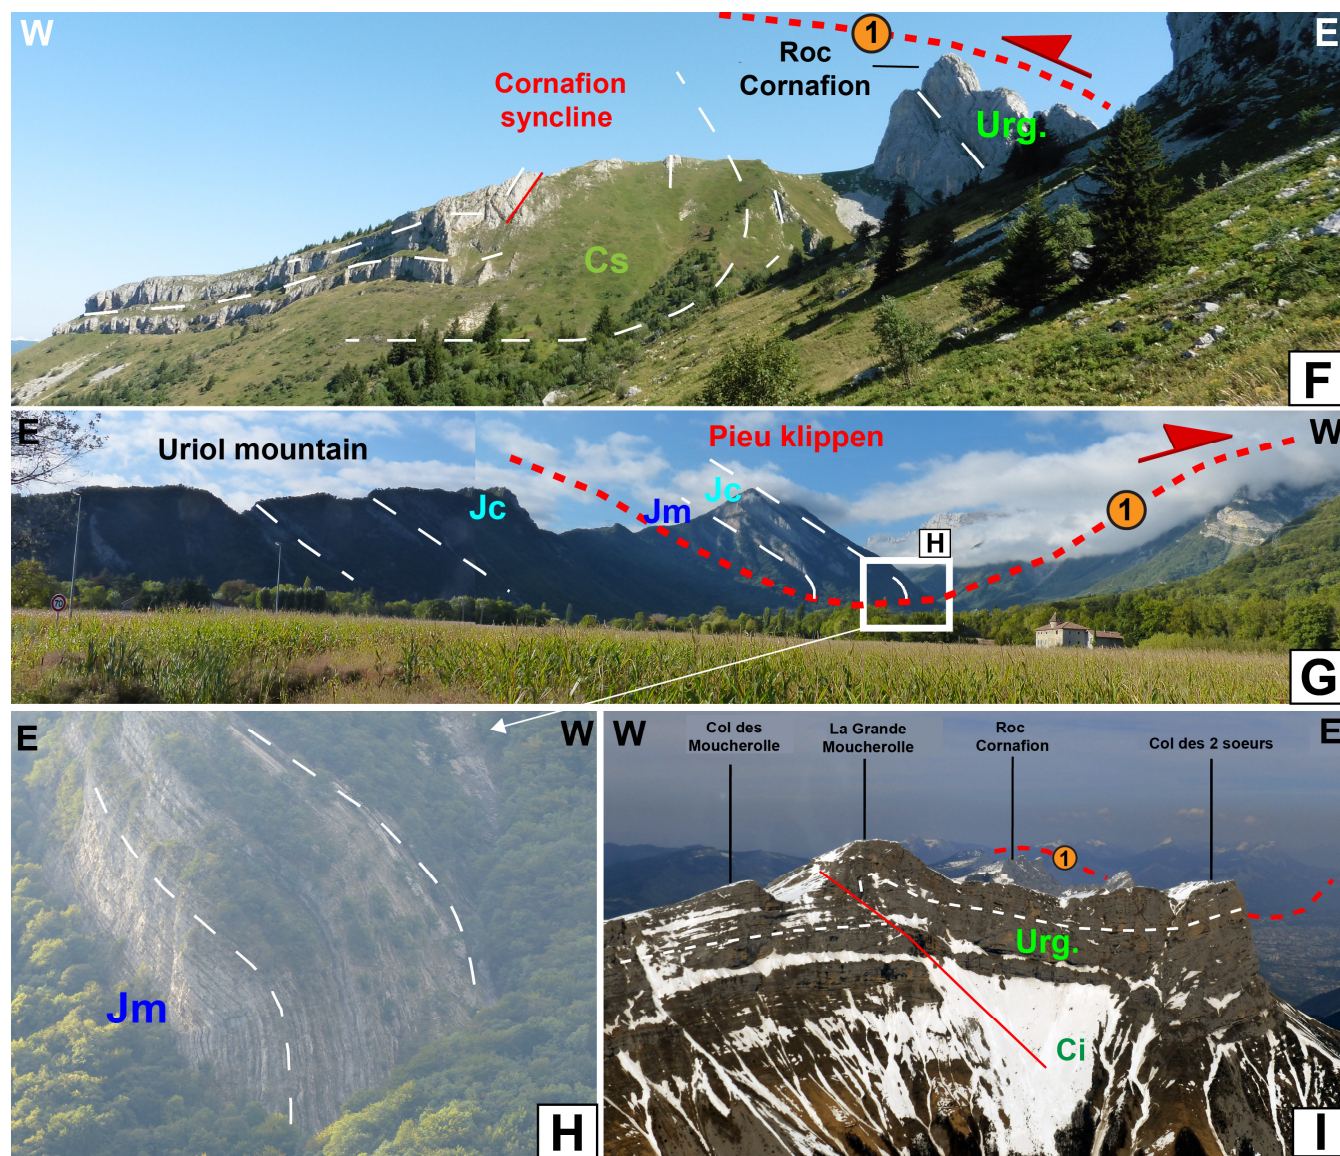 W
E
1
Roc
Cornafion
Cornafion
syncline
Urg.
Cs
F
E
W
Uriol mountain
Pieu klippen
Jc
Jc
Jm
1
H
70
G
E
W
Jm
H
W
E
Col des
Moucherolle
La Grande
Moucherolle
Roc
Cornafion
Col des 2 soeurs
1
Urg.
Ci
I